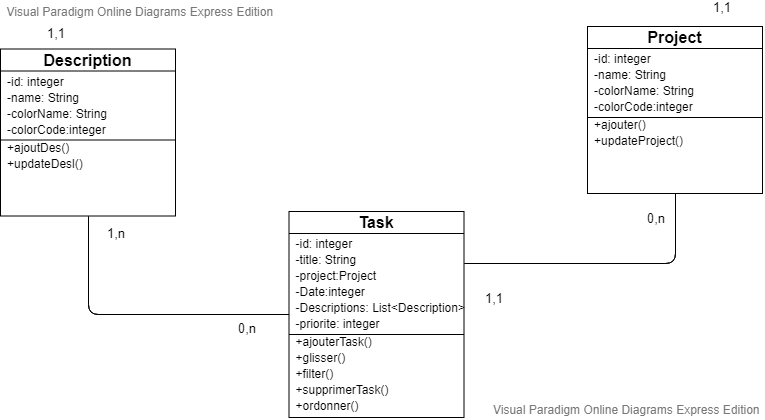 Visual Paradigm Online Diagrams Express Edition
1,1
Description
-id: integer
-name: String
-colorName: String
-colorCode:integer
+ajoutDes()
+updateDesI()
1,n
1,1
Project
-id: integer
-name: String
-colorName: String
-colorCode:integer
+ajouter()
+updateProject()
0,n
Task
-id: integer
-title: String
-project:Project
-Date:integer
-Descriptions: List<Description>
-priorite: integer
+ajouterTask()
+glisser()
+filter()
+supprimerTask()
+ordonner()
0,n
1,1
Visual Paradigm Online Diagrams Express Edition